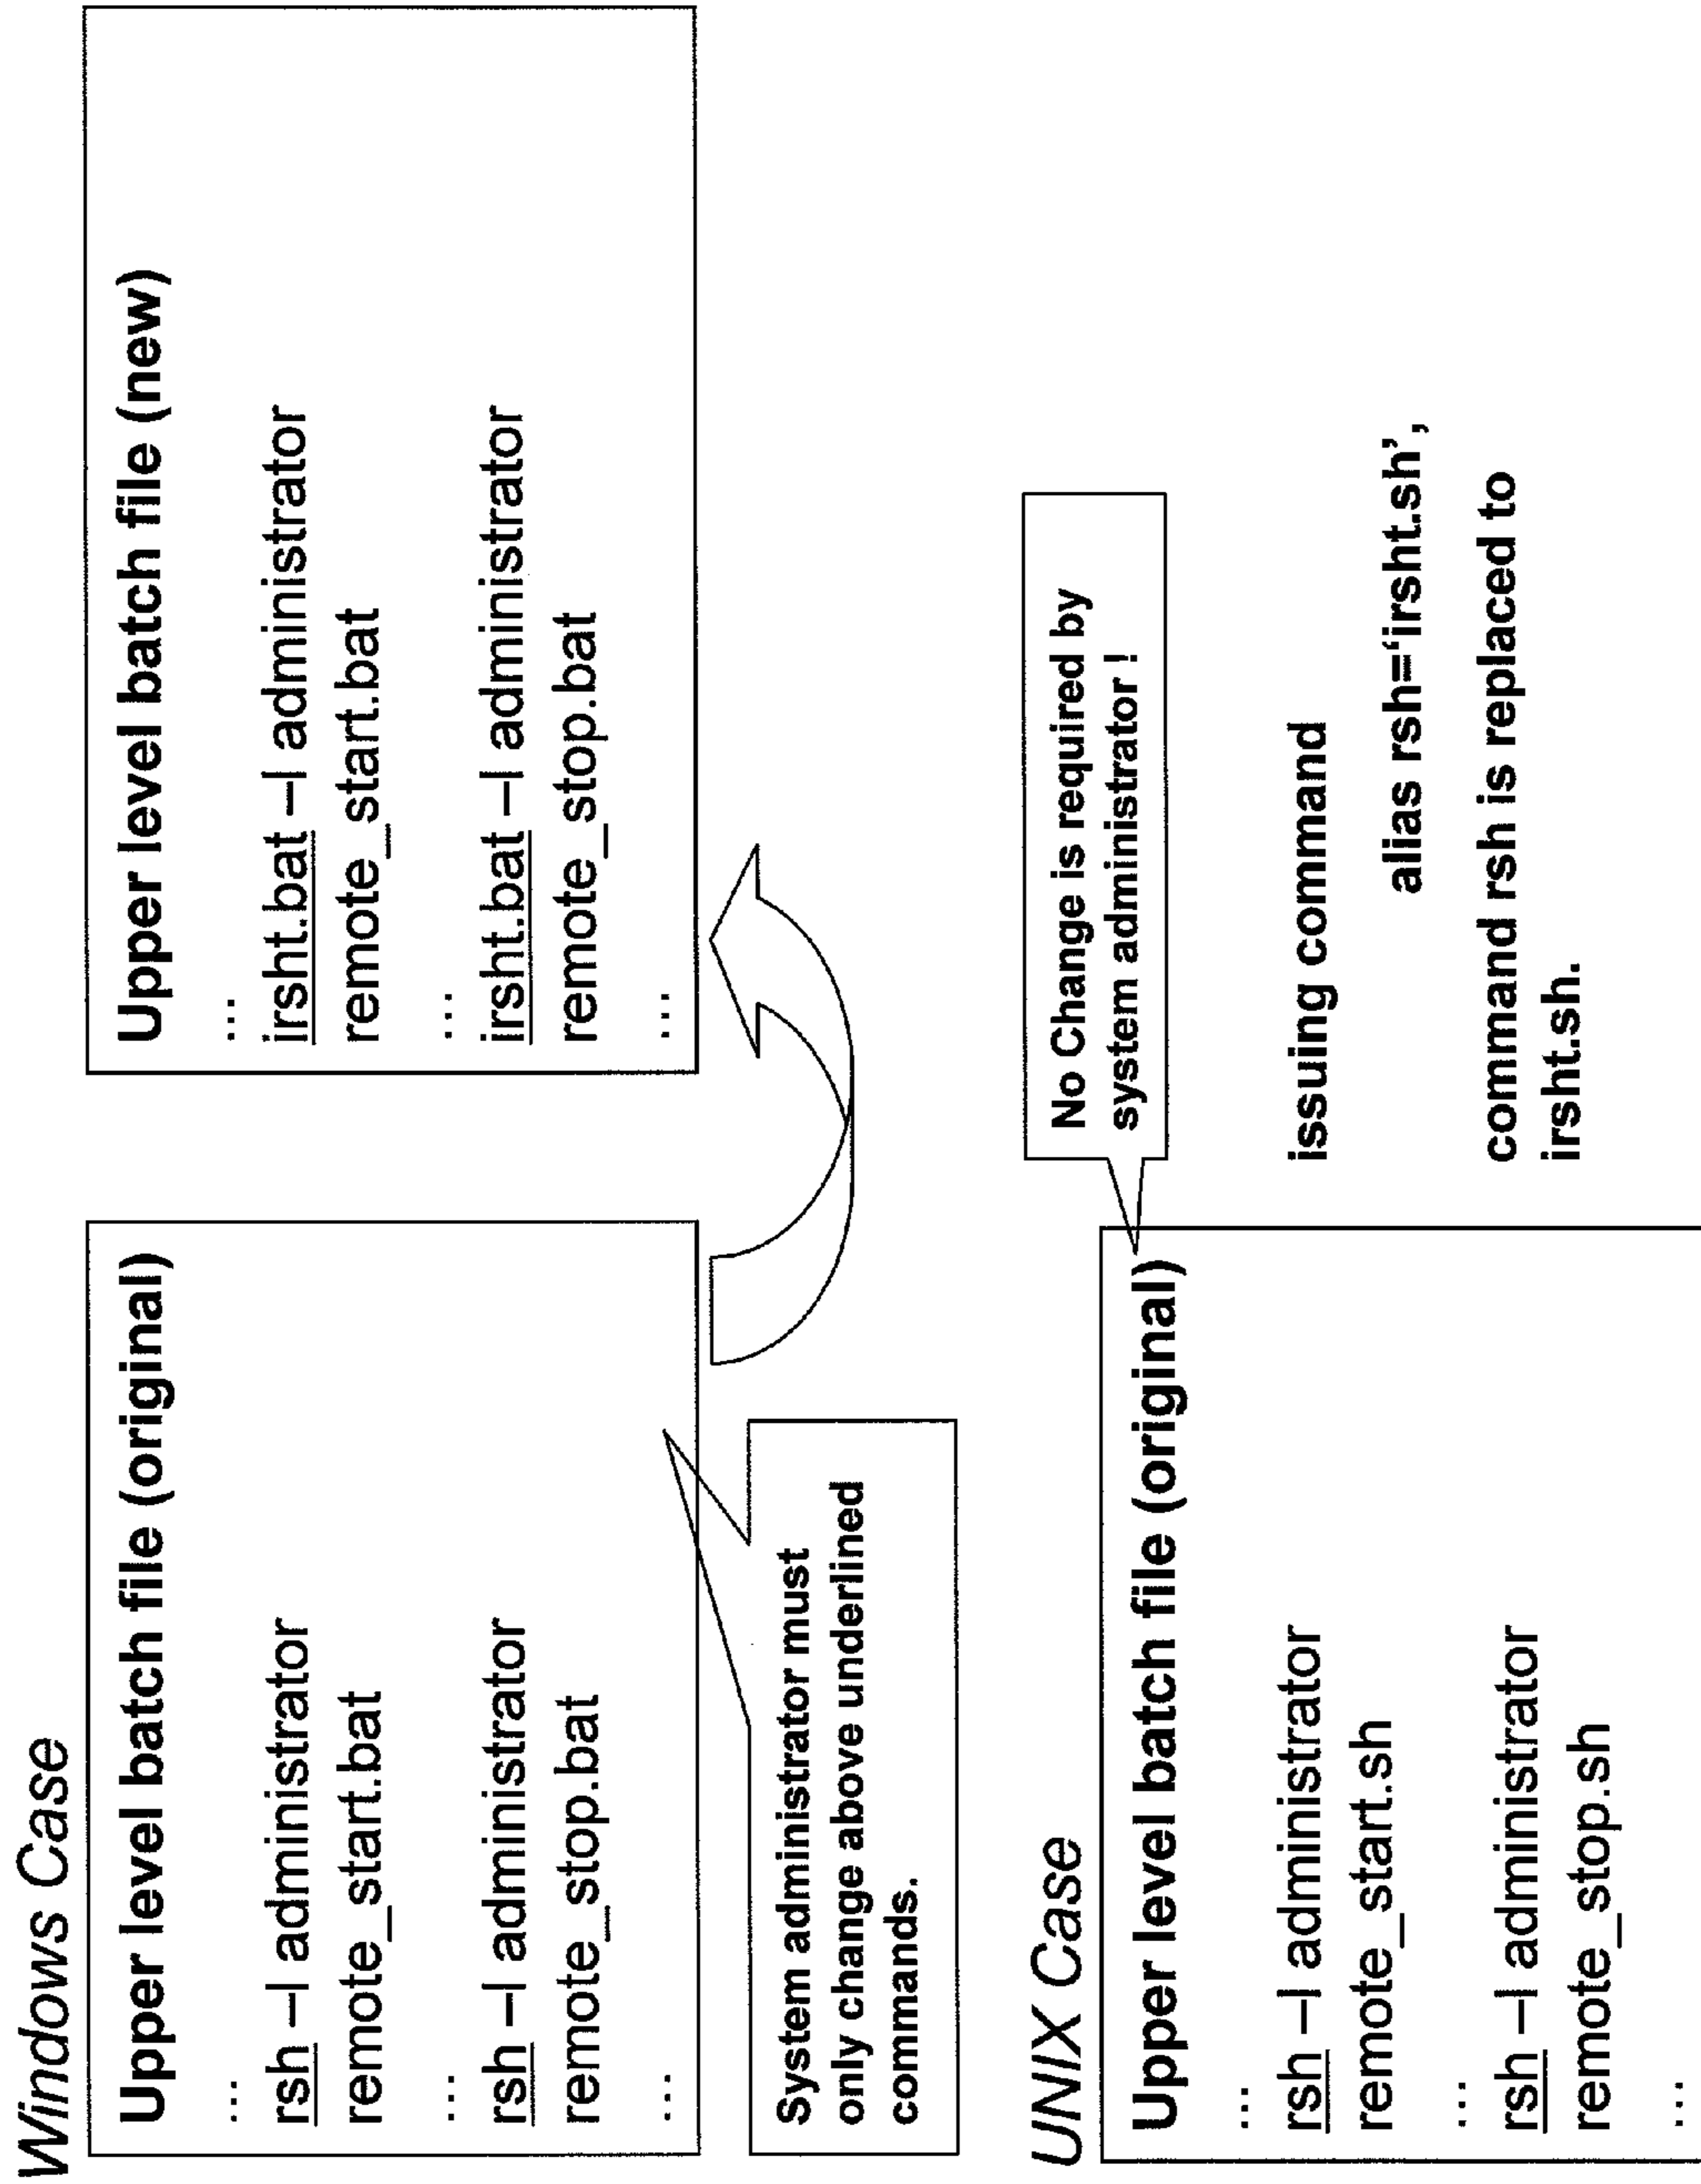 Windows Case
Upper level batch file (original)
...
rsh –l administrator
remote_start.bat
...
rsh –l administrator
remote_stop.bat
...
System administrator must
only change above underlined
commands.
Upper level batch file (new)
...
irsht.bat –l administrator
remote_start.bat
...
irsht.bat –l administrator
remote_stop.bat
...
UNIX Case
Upper level batch file (original)
...
rsh –l administrator
remote_start.sh
...
rsh –l administrator
remote_stop.sh
...
No Change is required by
system administrator !
issuing command
alias rsh=‘irsht.sh’,
command rsh is replaced to
irsht.sh.